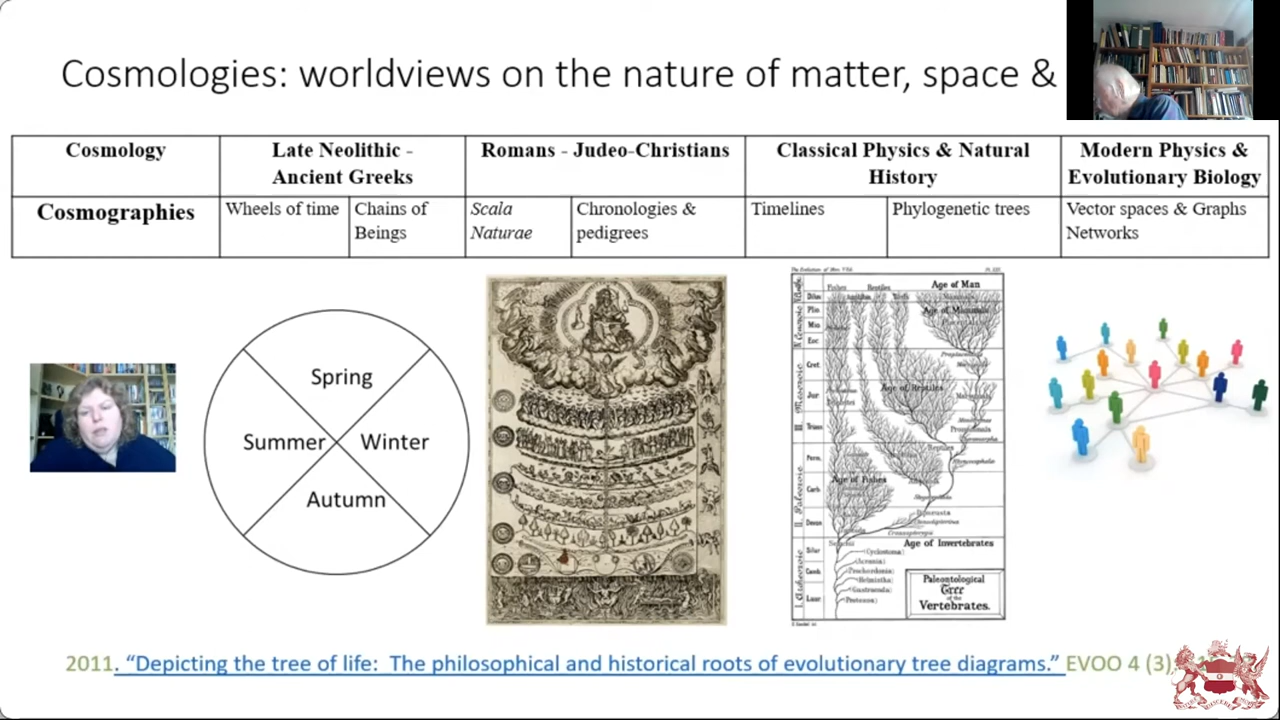 Cosmologies: worldviews on the nature of matter, space &
Cosmology
Late Neolithic -
Ancient Greeks
Romans - Judeo-Christians
Classical Physics & Natural
History
Modern Physics &
Evolutionary Biology
Cosmographies
Wheels of time
Chains of
Beings
Scala
Naturae
Chronologies &
pedigrees
Timelines
Phylogenetic trees
Vector spaces & Graphs
Networks
Spring
Summer
Winter
Autumn
Fishes
Reptiles
Age of Man
Age of Mammals
Age of Reptiles
Age of Fishes
Age of Invertebrates
Paleontological
Tree
of the
Vertebrates.
2011. “Depicting the tree of life: The philosophical and historical roots of evolutionary tree diagrams.” EVOO 4 (3),